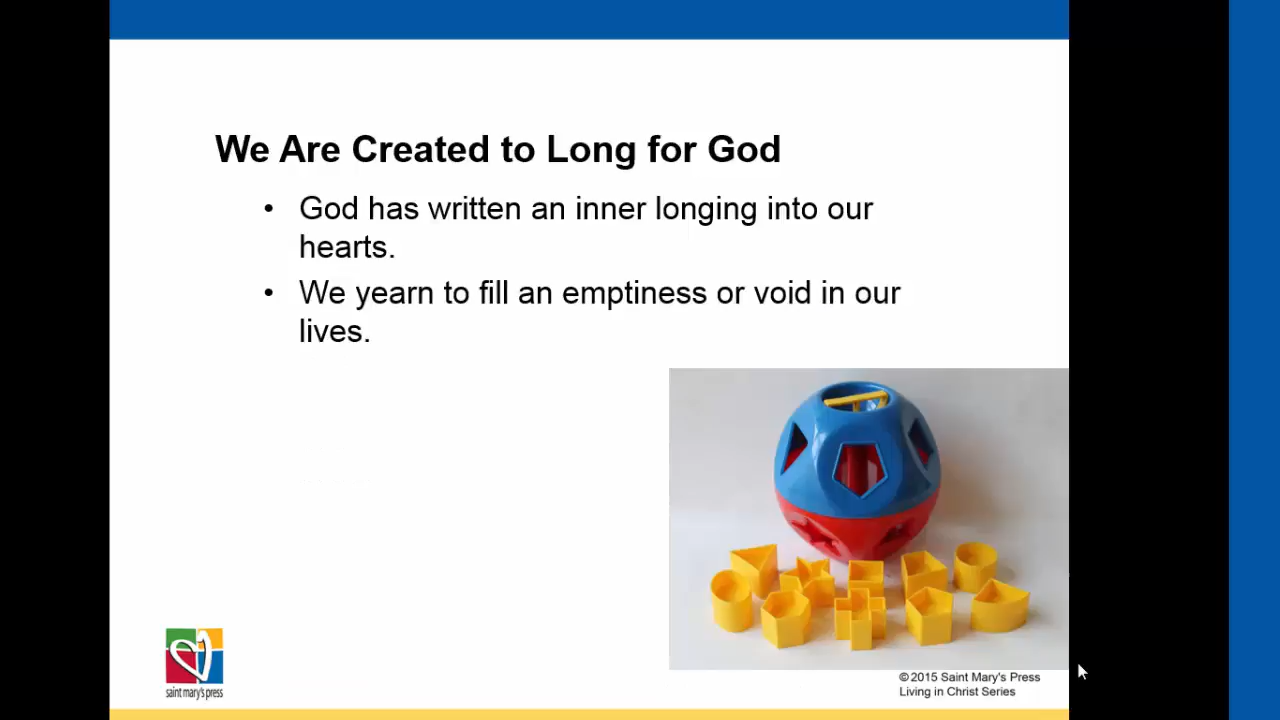 We Are Created to Long for God
• God has written an inner longing into our
hearts.
• We yearn to fill an emptiness or void in our
lives.
saint mary's press
©2015 Saint Mary's Press
Living in Christ Series